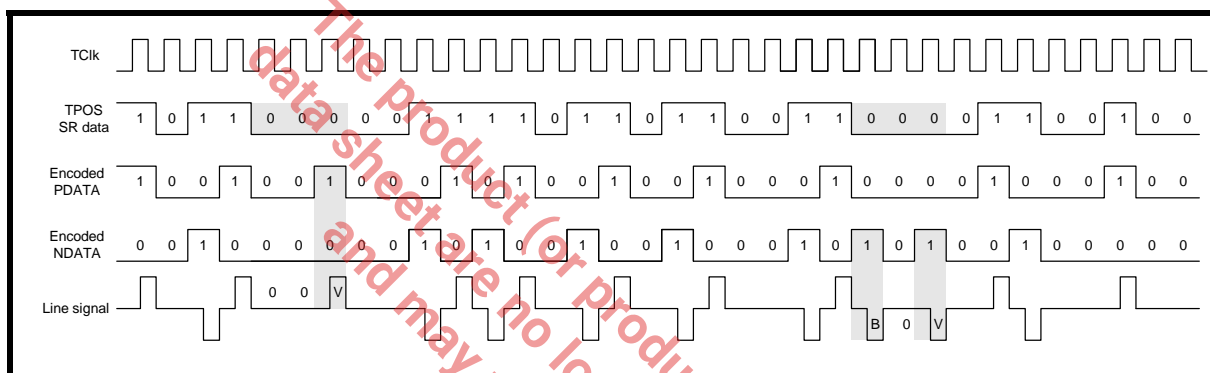 TClk
TPOS
SR data
1 0 1 1 0 0 0 0 0 1 1 1 1 0 1 1 0 1 1 0 0 1 1 0 0 0 0 1 1 0 0 1 0 0
Encoded
PDATA
1 0 0 1 0 0 1 0 0 0 1 0 1 0 0 1 0 0 1 0 0 0 1 0 0 0 0 1 0 0 0 1 0 0
Encoded
NDATA
0 0 1 0 0 0 0 0 0 1 0 1 0 0 1 0 0 1 0 0 0 1 0 1 0 1 0 0 1 0 0 0 0 0
Line signal
0 0 V B 0 V
The product (or produ
data sheet are no lo
and may